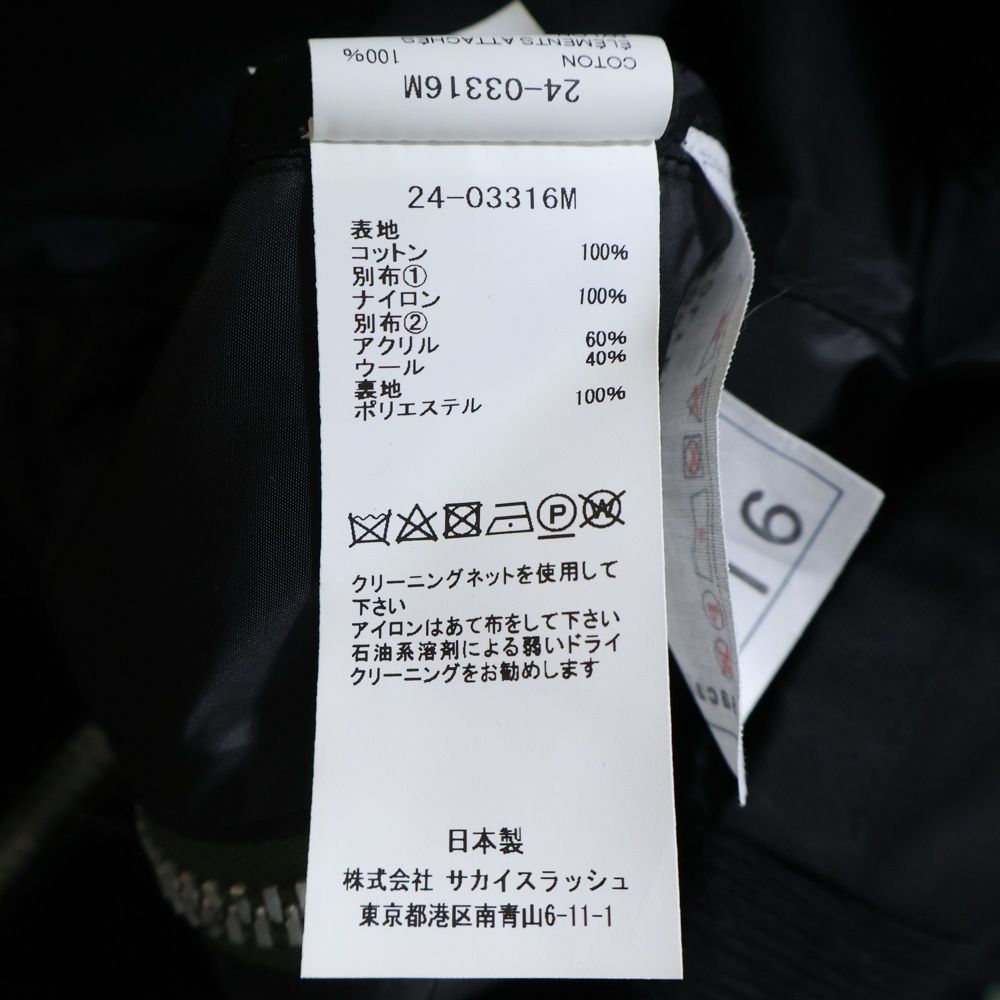 ÉLÉMENTS ATTACHÉS
COTON 100%
24-03316M
24-03316M
表地
コットン 100%
別布①
ナイロン 100%
別布②
アクリル 60%
ウール 40%
裏地
ポリエステル 100%
P W
クリーニングネットを使用して
下さい
アイロンはあて布をして下さい
石油系溶剤による弱いドライ
クリーニングをお勧めします
日本製
株式会社 サカイスラッシュ
東京都港区南青山6-11-1